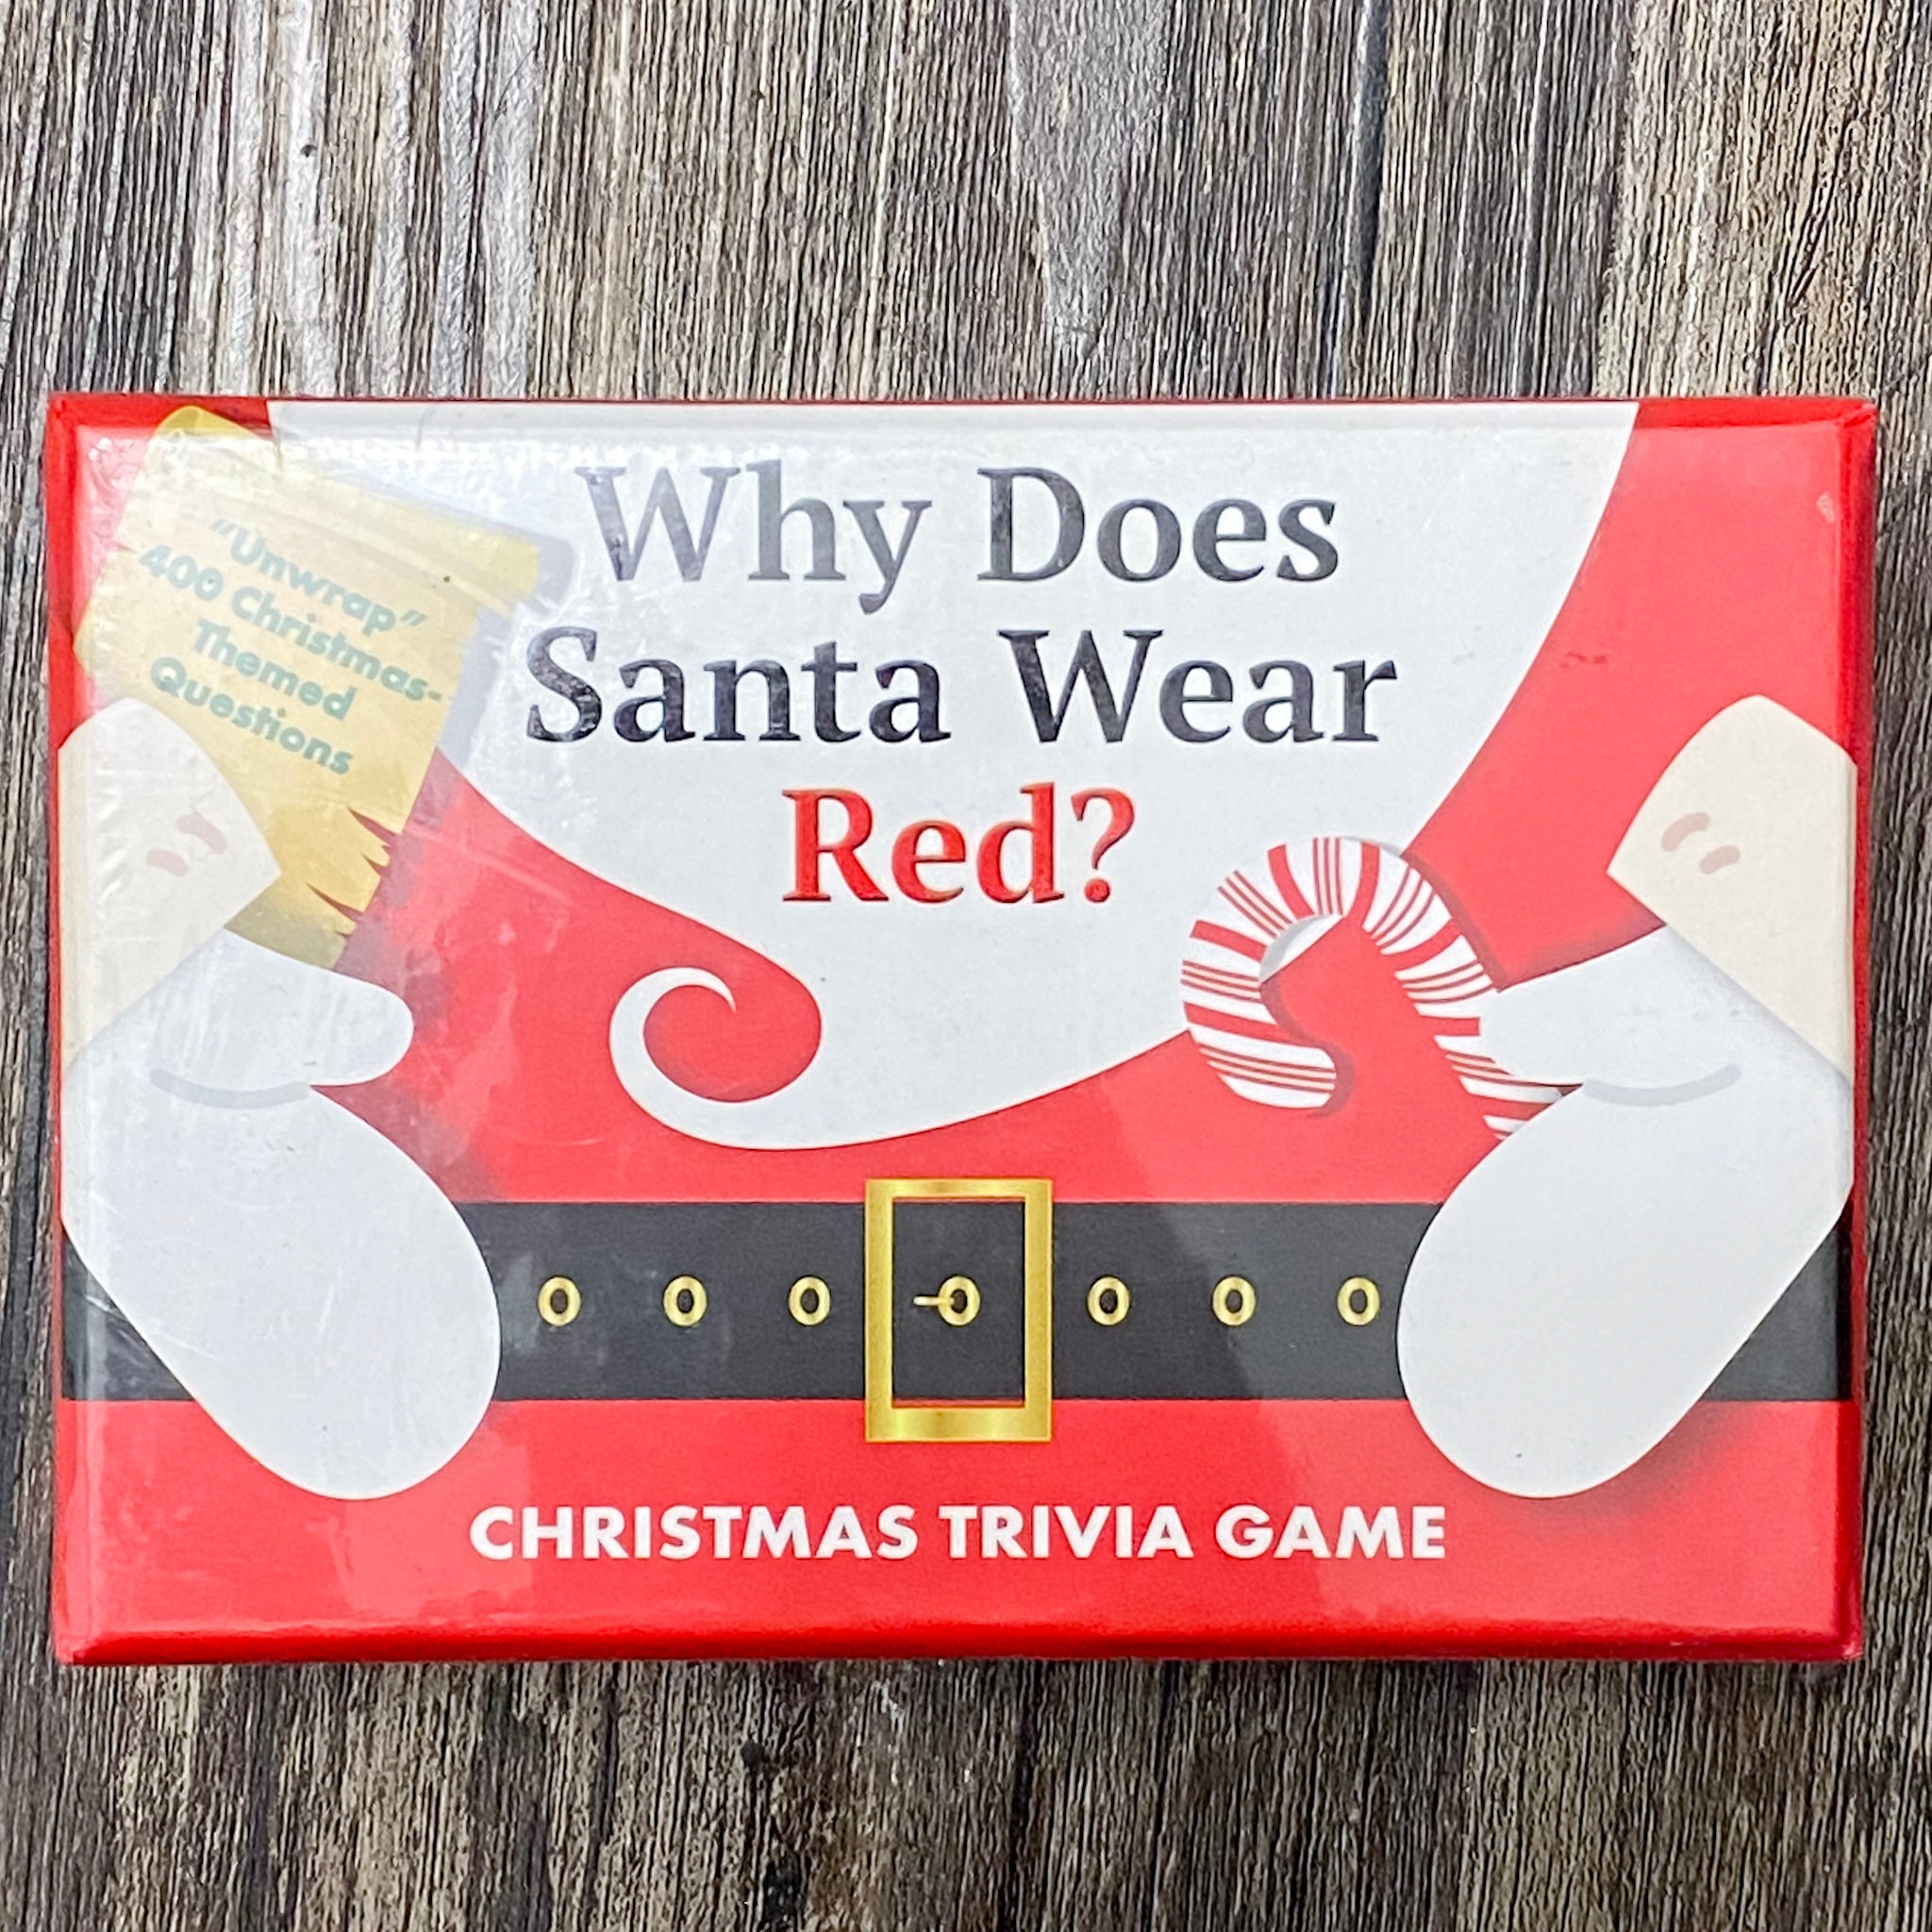 Why Does
Santa Wear
Red?
"Unwrap"
400 Christmas-
Themed
Questions
CHRISTMAS TRIVIA GAME